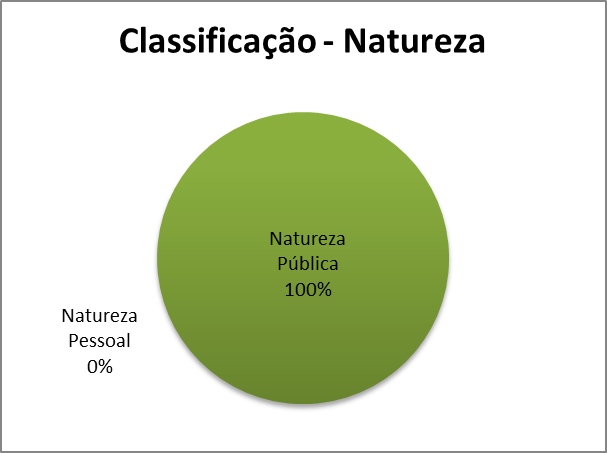 Classificação - Natureza
Natureza
Pública
100%
Natureza
Pessoal
0%